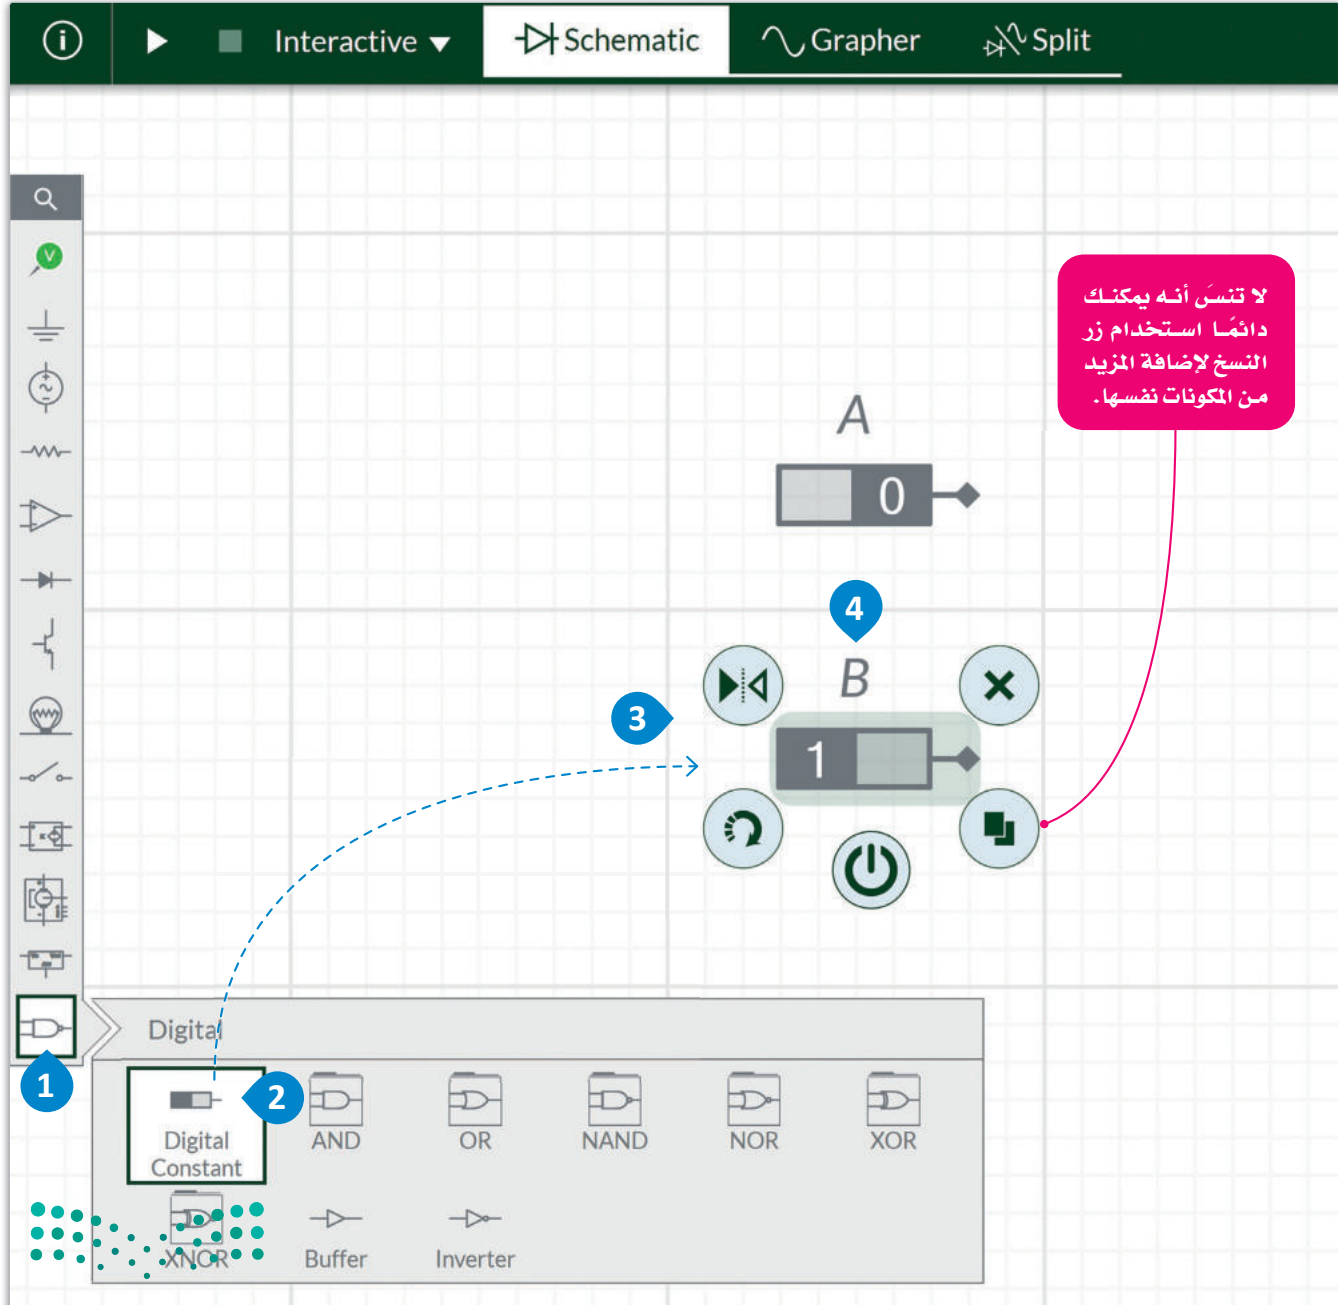 Interactive
Schematic
Grapher
Split
V
لا تنسَ أنه يمكنك
دائمًا استخدام زر
النسخ لإضافة المزيد
من المكونات نفسها.
A
0
4
B
3
1
Digital
1
2
Digital
Constant
AND
OR
NAND
NOR
XOR
XNOR
Buffer
Inverter